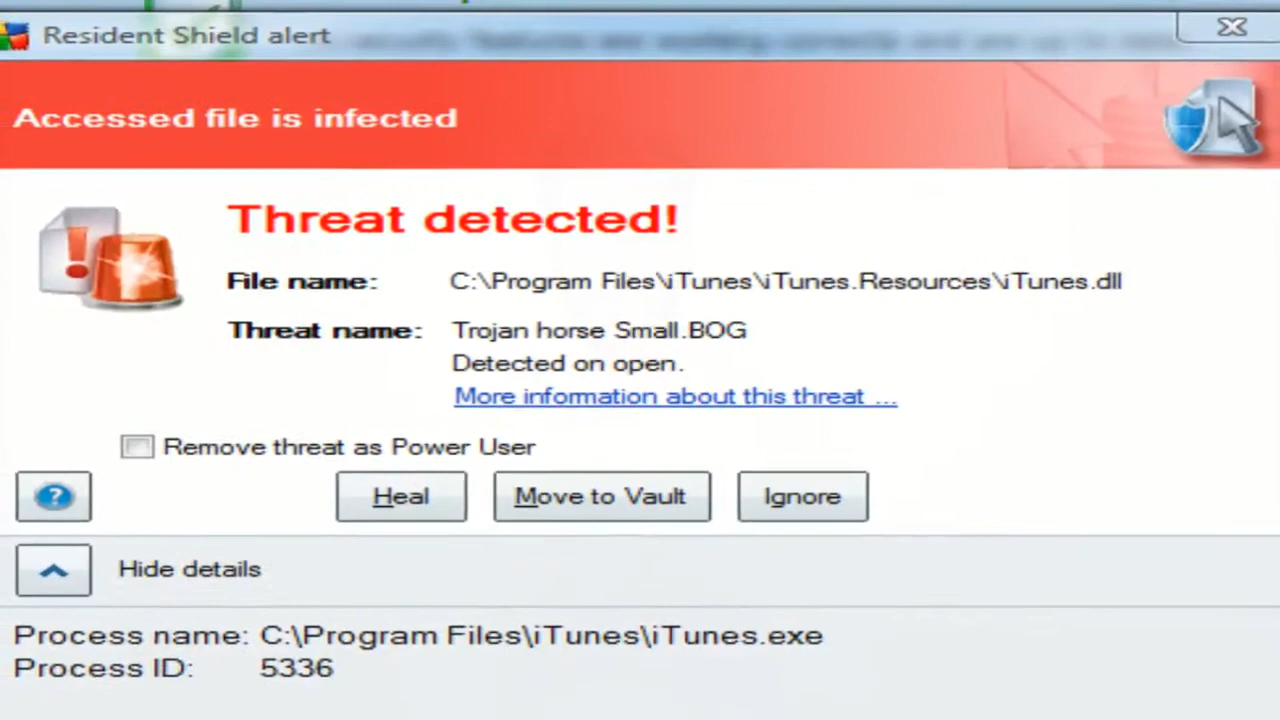 Resident Shield alert
Accessed file is infected
Threat detected!
File name: C:\Program Files\iTunes\iTunes.Resources\iTunes.dll
Threat name: Trojan horse Small.BOG
Detected on open.
More information about this threat ...
Remove threat as Power User
Heal Move to Vault Ignore
Hide details
Process name: C:\Program Files\iTunes\iTunes.exe
Process ID: 5336